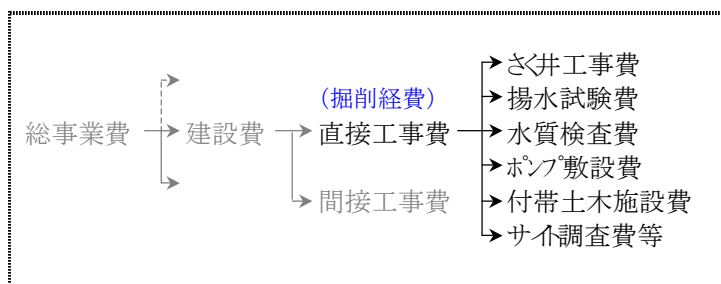 総事業費
建設費
(掘削経費)
直接工事費
間接工事費
さく井工事費
揚水試験費
水質検査費
ポンプ敷設費
付帯土木施設費
サイト調査費等